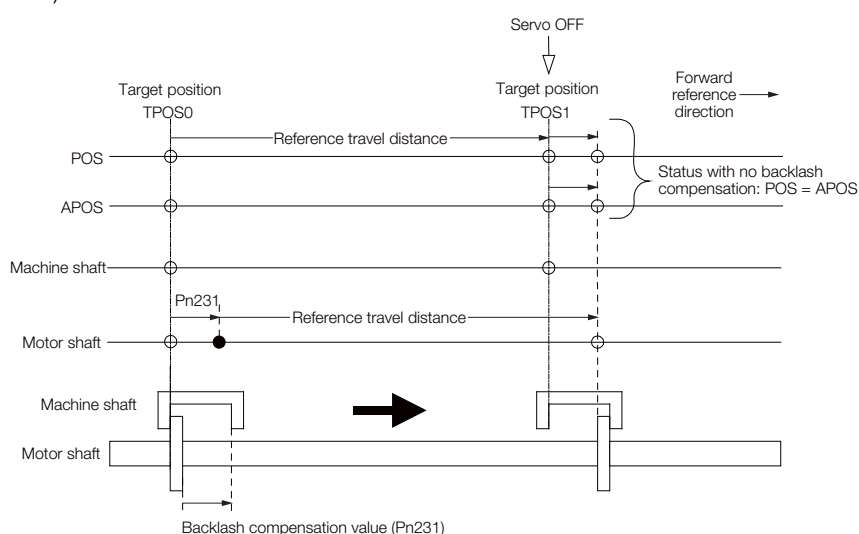 Servo OFF
Target position
TPOS0
Target position
TPOS1
Forward
reference
direction
Reference travel distance
POS
Status with no backlash
compensation: POS = APOS
APOS
Machine shaft
Pn231
Reference travel distance
Motor shaft
Machine shaft
Motor shaft
Backlash compensation value (Pn231)